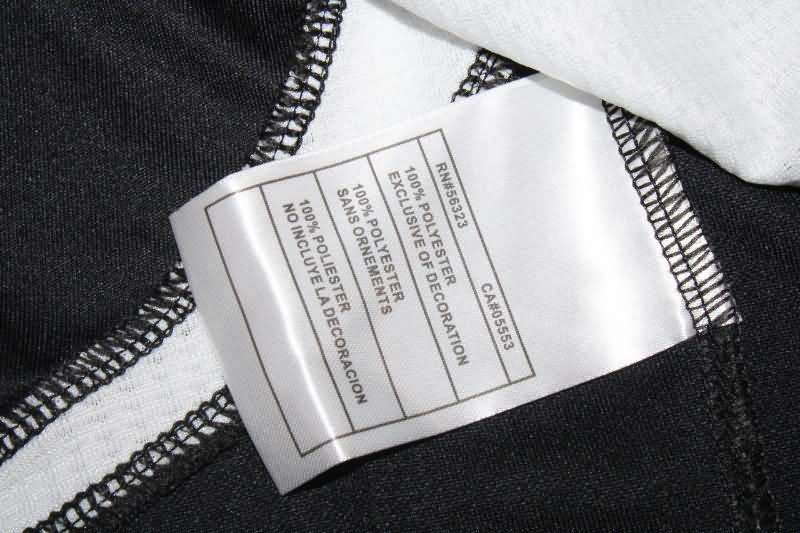 RN#56323 CA#05553
100% POLYESTER
EXCLUSIVE OF DECORATION
100% POLYESTER
SANS ORNEMENTS
100% POLIESTER
NO INCLUYE LA DECORACION